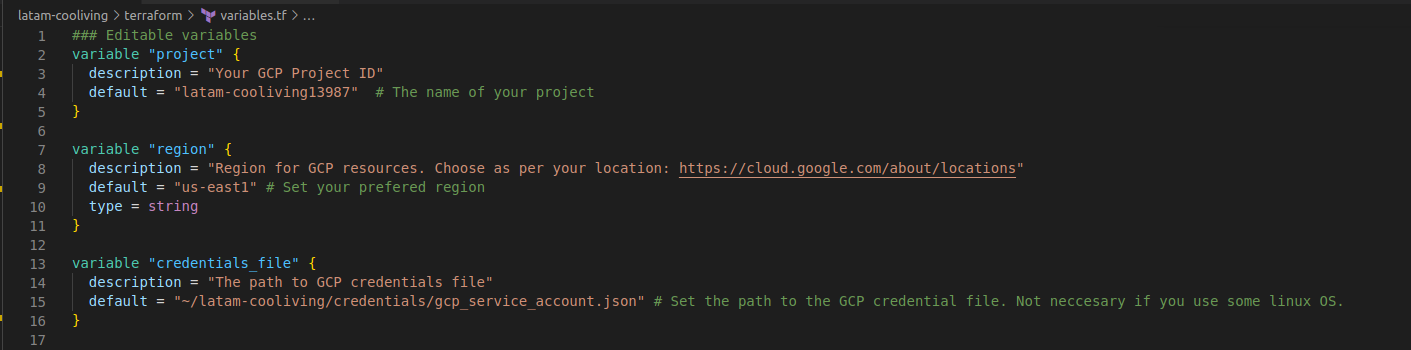 latam-cooliving > terraform > variables.tf > ...
1 ### Editable variables
2 variable "project" {
3   description = "Your GCP Project ID"
4   default = "latam-cooliving13987"  # The name of your project
5 }
6
7 variable "region" {
8   description = "Region for GCP resources. Choose as per your location: https://cloud.google.com/about/locations"
9   default = "us-east1" # Set your prefered region
10   type = string
11 }
12
13 variable "credentials_file" {
14   description = "The path to GCP credentials file"
15   default = "~/latam-cooliving/credentials/gcp_service_account.json" # Set the path to the GCP credential file. Not neccesary if you use some linux OS.
16 }
17